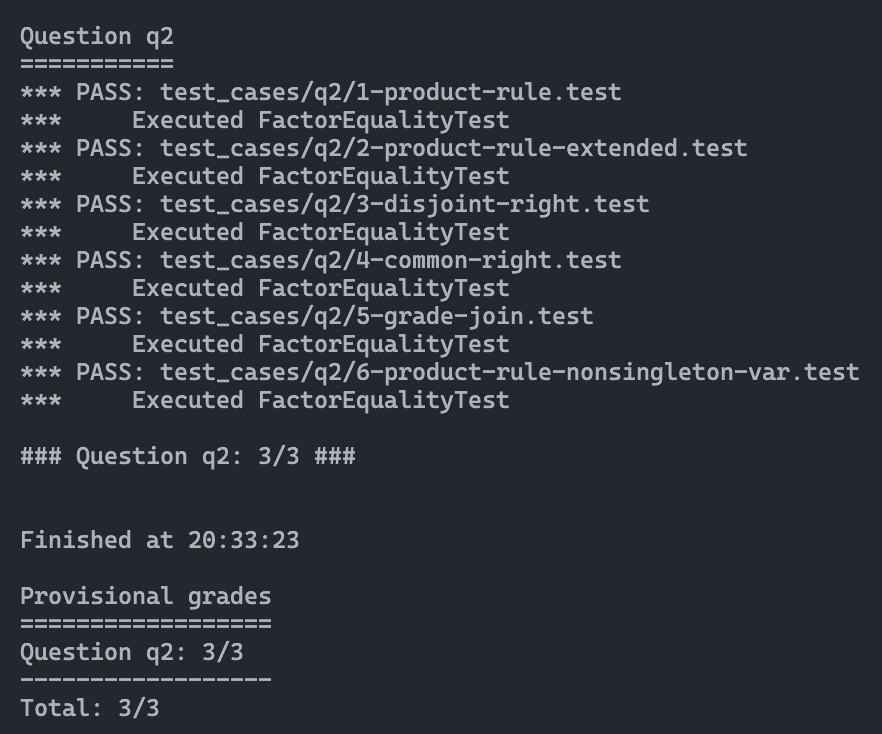 Question q2
===========
*** PASS: test_cases/q2/1-product-rule.test
***     Executed FactorEqualityTest
*** PASS: test_cases/q2/2-product-rule-extended.test
***     Executed FactorEqualityTest
*** PASS: test_cases/q2/3-disjoint-right.test
***     Executed FactorEqualityTest
*** PASS: test_cases/q2/4-common-right.test
***     Executed FactorEqualityTest
*** PASS: test_cases/q2/5-grade-join.test
***     Executed FactorEqualityTest
*** PASS: test_cases/q2/6-product-rule-nonsingleton-var.test
***     Executed FactorEqualityTest
### Question q2: 3/3 ###
Finished at 20:33:23
Provisional grades
==================
Question q2: 3/3
------------------
Total: 3/3